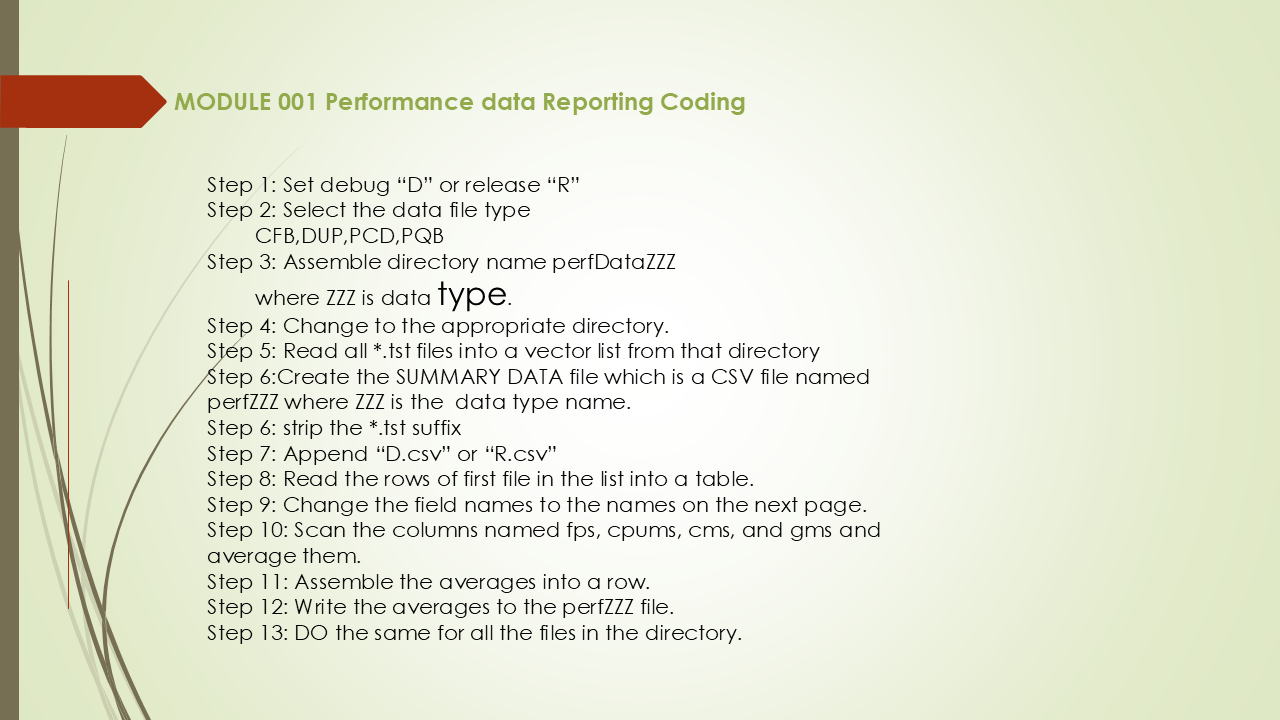 MODULE 001 Performance data Reporting Coding
Step 1: Set debug “D” or release “R”
Step 2: Select the data file type
CFB,DUP,PCD,PQB
Step 3: Assemble directory name perfDataZZZ
where ZZZ is data type.
Step 4: Change to the appropriate directory.
Step 5: Read all *.tst files into a vector list from that directory
Step 6:Create the SUMMARY DATA file which is a CSV file named
perfZZZ where ZZZ is the  data type name.
Step 6: strip the *.tst suffix
Step 7: Append “D.csv” or “R.csv”
Step 8: Read the rows of first file in the list into a table.
Step 9: Change the field names to the names on the next page.
Step 10: Scan the columns named fps, cpums, cms, and gms and
average them.
Step 11: Assemble the averages into a row.
Step 12: Write the averages to the perfZZZ file.
Step 13: DO the same for all the files in the directory.